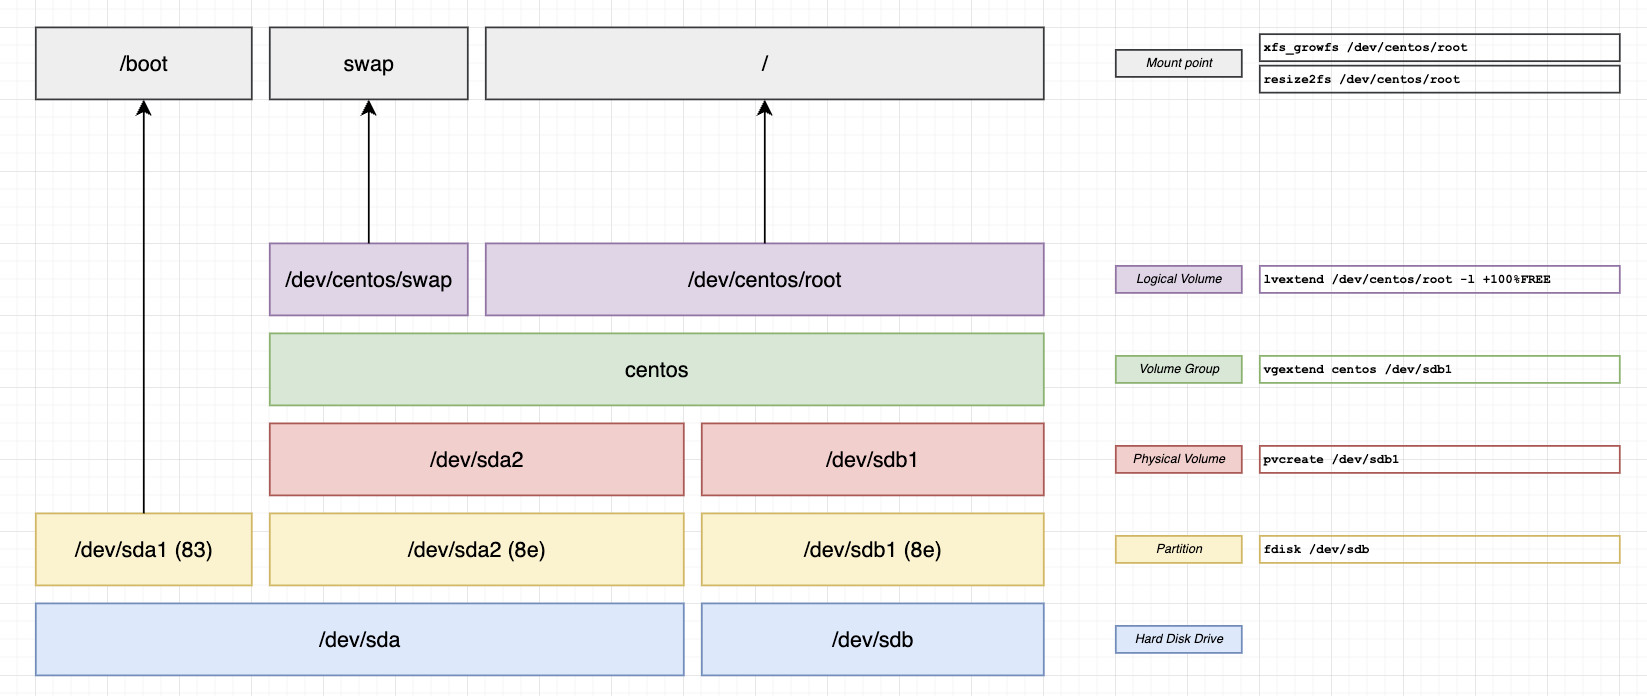 /boot
swap
/
Mount point
xfs_growfs /dev/centos/root
resize2fs /dev/centos/root
/dev/centos/swap
/dev/centos/root
Logical Volume
lvextend /dev/centos/root -l +100%FREE
centos
Volume Group
vgextend centos /dev/sdb1
/dev/sda2
/dev/sdb1
Physical Volume
pvcreate /dev/sdb1
/dev/sda1 (83)
/dev/sda2 (8e)
/dev/sdb1 (8e)
Partition
fdisk /dev/sdb
/dev/sda
/dev/sdb
Hard Disk Drive